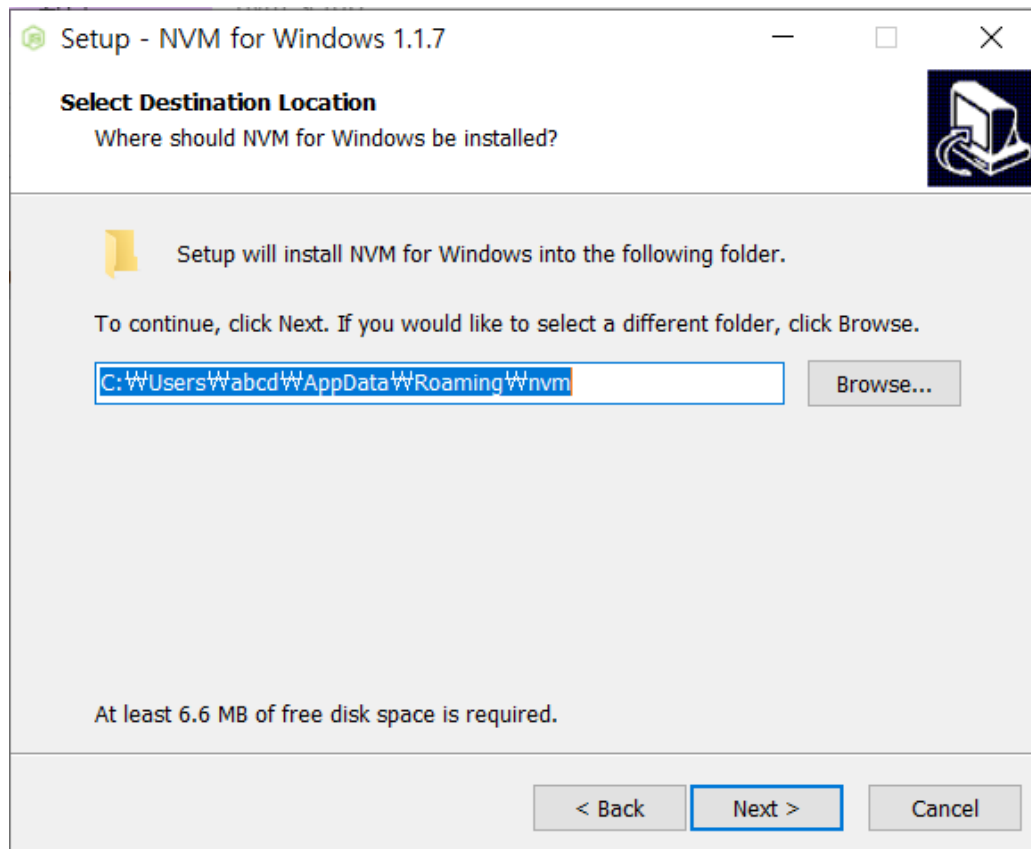 Setup - NVM for Windows 1.1.7
Select Destination Location
Where should NVM for Windows be installed?
Setup will install NVM for Windows into the following folder.
To continue, click Next. If you would like to select a different folder, click Browse.
C:₩Users₩abcd₩AppData₩Roaming₩nvm
Browse...
At least 6.6 MB of free disk space is required.
< Back
Next >
Cancel